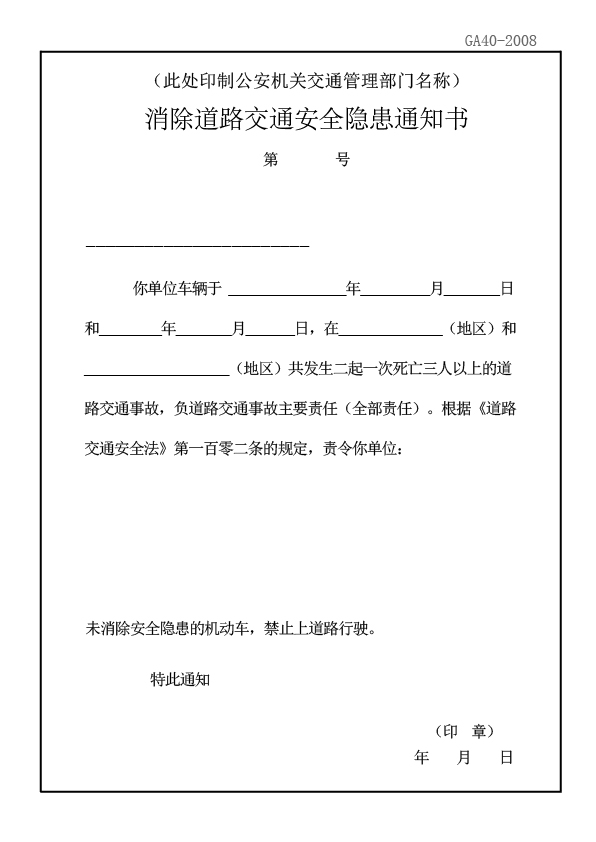 GA40-2008
（此处印制公安机关交通管理部门名称）
消除道路交通安全隐患通知书
第 号
_______________________
你单位车辆于 ________________年_________月_______日
和________年_______月______日，在_____________（地区）和
___________________（地区）共发生二起一次死亡三人以上的道
路交通事故，负道路交通事故主要责任（全部责任）。根据《道路
交通安全法》第一百零二条的规定，责令你单位：
未消除安全隐患的机动车，禁止上道路行驶。
特此通知
（印 章）
年 月 日